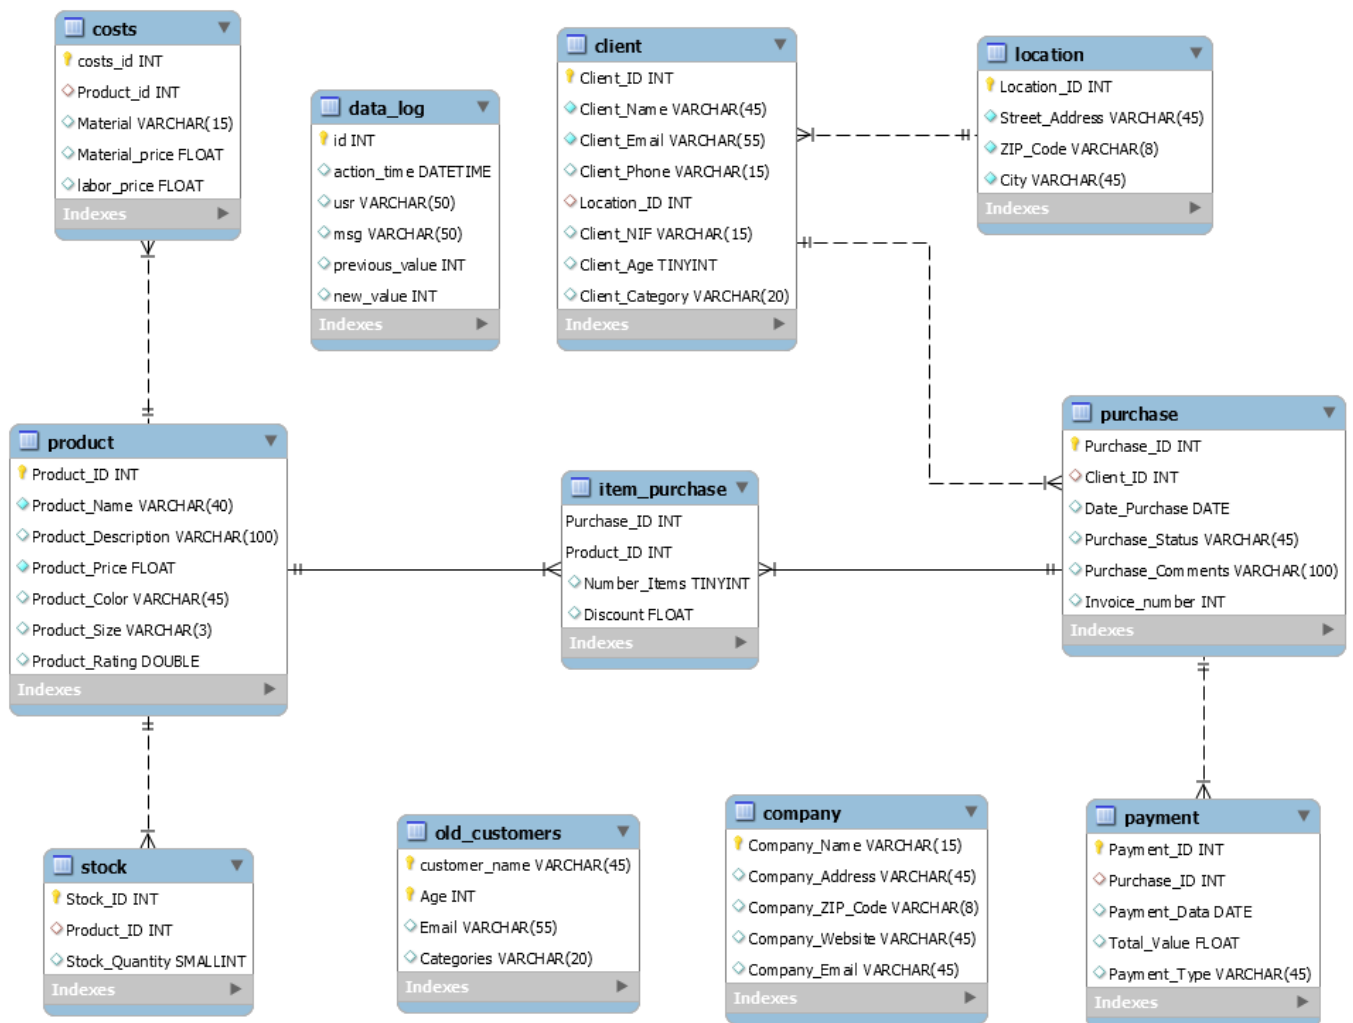 costs
costs_id INT
Product_id INT
Material VARCHAR(15)
Material_price FLOAT
labor_price FLOAT
Indexes
data_log
id INT
action_time DATETIME
usr VARCHAR(50)
msg VARCHAR(50)
previous_value INT
new_value INT
Indexes
client
Client_ID INT
Client_Name VARCHAR(45)
Client_Email VARCHAR(55)
Client_Phone VARCHAR(15)
Location_ID INT
Client_NIF VARCHAR(15)
Client_Age TINYINT
Client_Category VARCHAR(20)
Indexes
location
Location_ID INT
Street_Address VARCHAR(45)
ZIP_Code VARCHAR(8)
City VARCHAR(45)
Indexes
product
Product_ID INT
Product_Name VARCHAR(40)
Product_Description VARCHAR(100)
Product_Price FLOAT
Product_Color VARCHAR(45)
Product_Size VARCHAR(3)
Product_Rating DOUBLE
Indexes
item_purchase
Purchase_ID INT
Product_ID INT
Number_Items TINYINT
Discount FLOAT
Indexes
purchase
Purchase_ID INT
Client_ID INT
Date_Purchase DATE
Purchase_Status VARCHAR(45)
Purchase_Comments VARCHAR(100)
Invoice_number INT
Indexes
stock
Stock_ID INT
Product_ID INT
Stock_Quantity SMALLINT
Indexes
old_customers
customer_name VARCHAR(45)
Age INT
Email VARCHAR(55)
Categories VARCHAR(20)
Indexes
company
Company_Name VARCHAR(15)
Company_Address VARCHAR(45)
Company_ZIP_Code VARCHAR(8)
Company_Website VARCHAR(45)
Company_Email VARCHAR(45)
Indexes
payment
Payment_ID INT
Purchase_ID INT
Payment_Data DATE
Total_Value FLOAT
Payment_Type VARCHAR(45)
Indexes